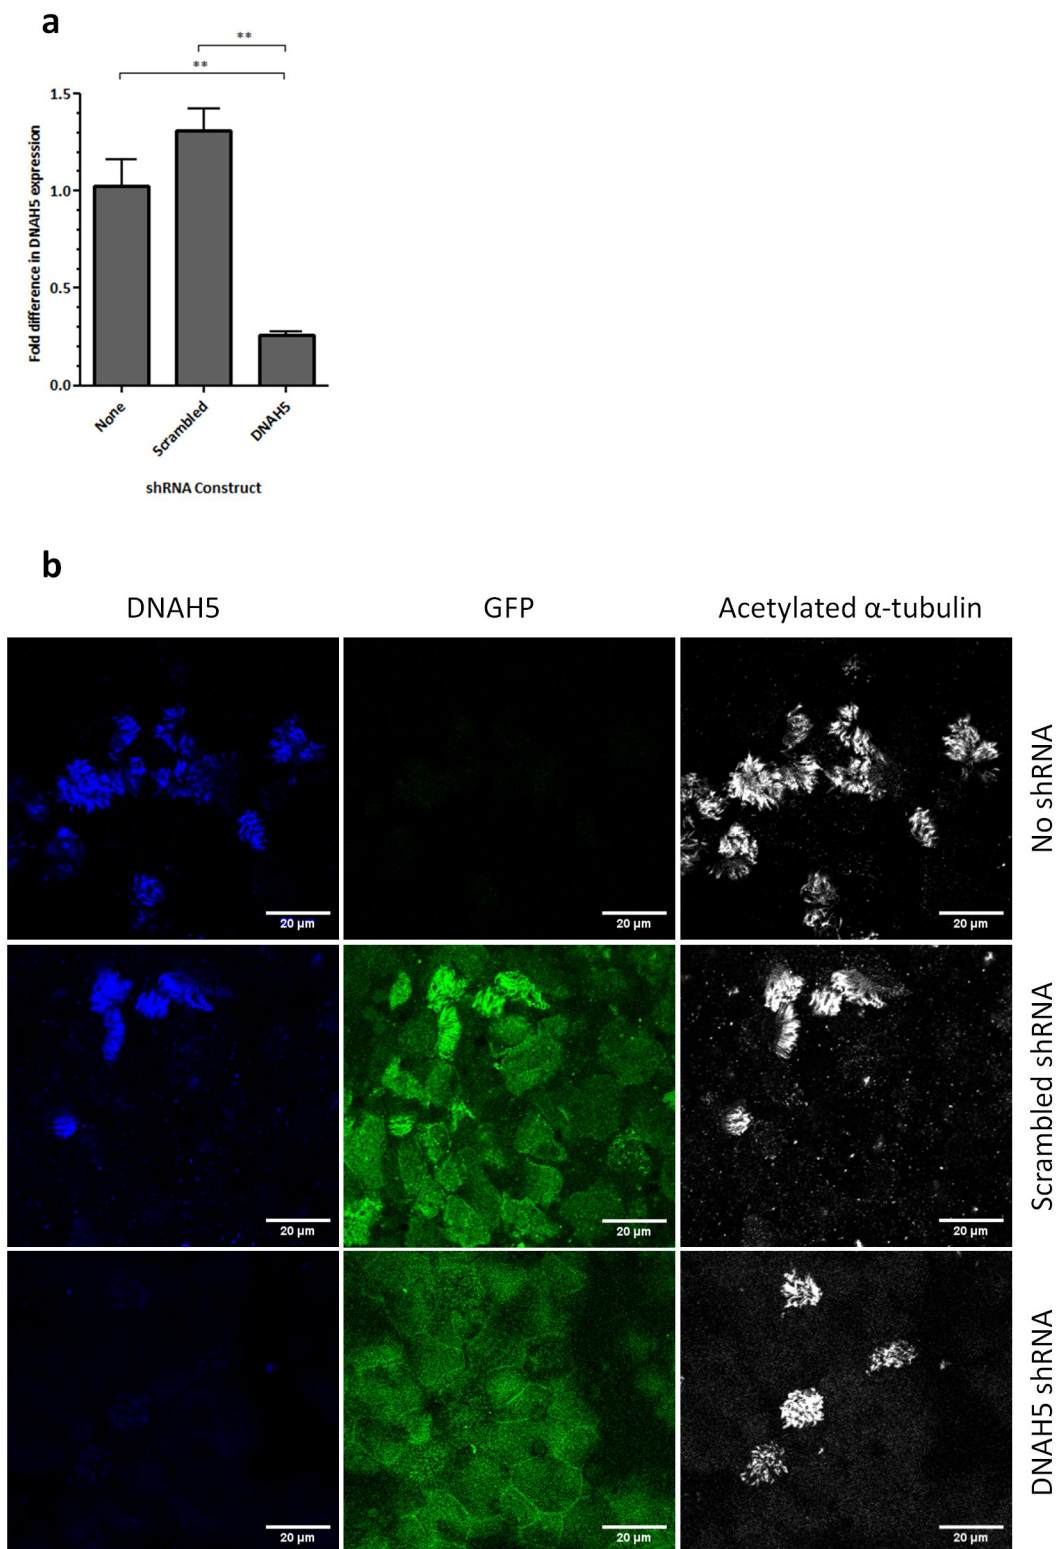 a
**
**
1.5
1.0
0.5
0.0
Fold difference in DNAH5 expression
None
Scrambled
DNAH5
shRNA Construct
b
DNAH5 GFP Acetylated α-tubulin
20 µm 20 µm 20 µm
No shRNA
20 µm 20 µm 20 µm
Scrambled shRNA
20 µm 20 µm 20 µm
DNAH5 shRNA